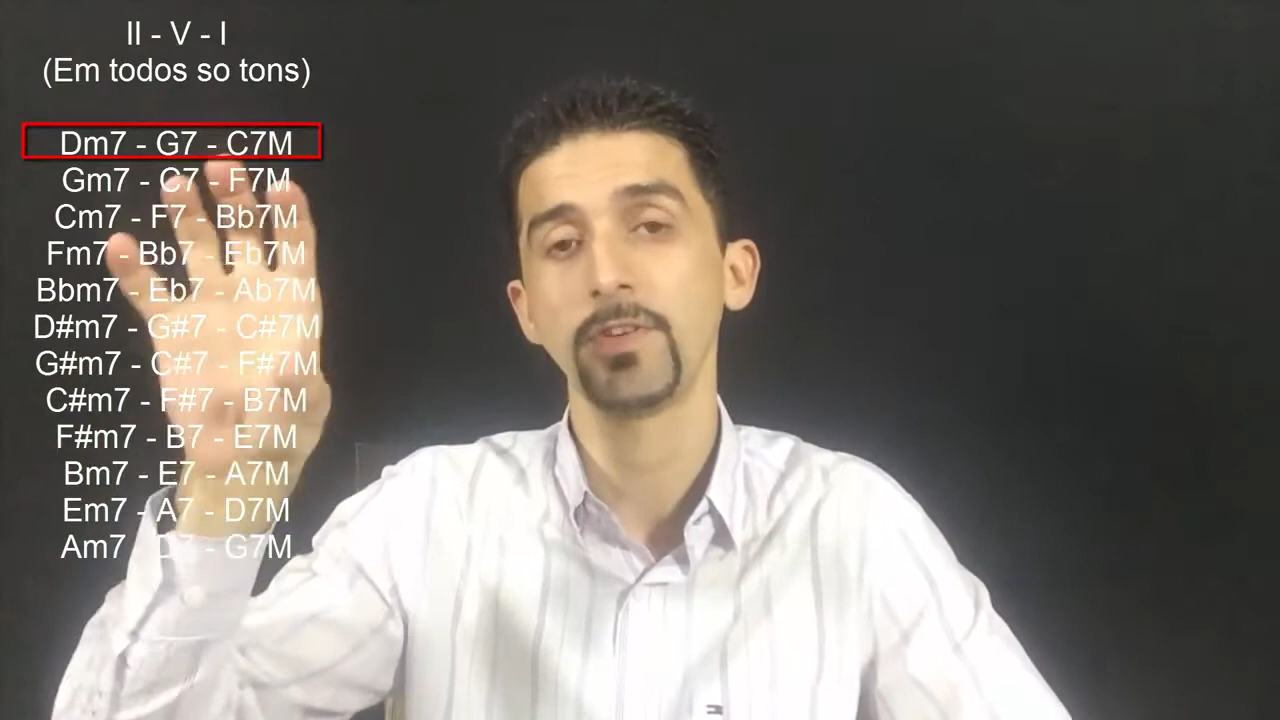 II - V - I
(Em todos so tons)
Dm7 - G7 - C7M
Gm7 - C7 - F7M
Cm7 - F7 - Bb7M
Fm7 - Bb7 - Eb7M
Bbm7 - Eb7 - Ab7M
D#m7 - G#7 - C#7M
G#m7 - C#7 - F#7M
C#m7 - F#7 - B7M
F#m7 - B7 - E7M
Bm7 - E7 - A7M
Em7 - A7 - D7M
Am7 - D7 - G7M